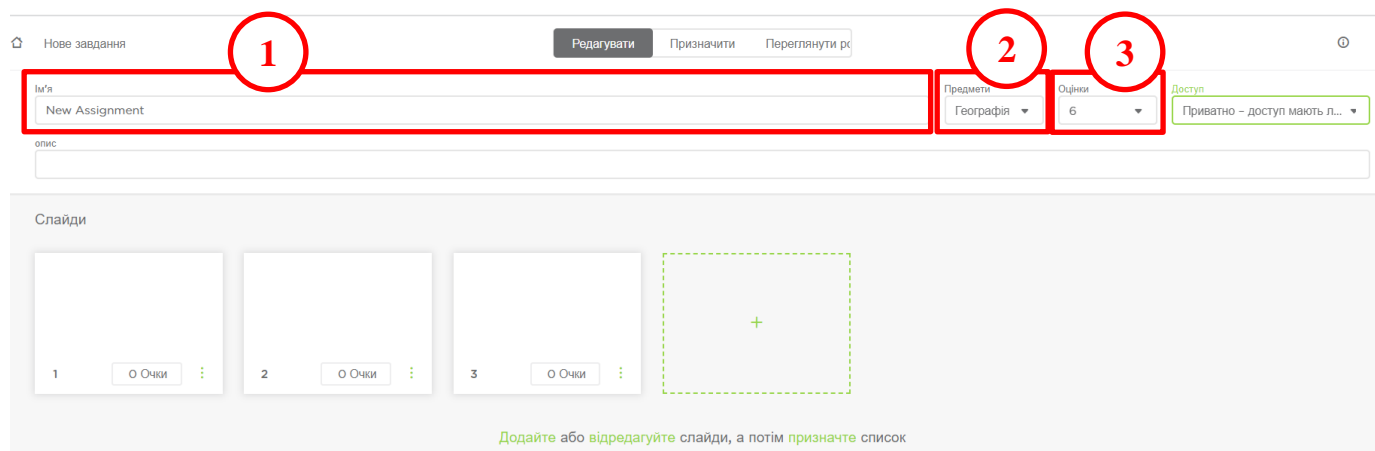 Нове завдання
1
Редагувати Призначити Переглянути ро
2
3
Ім'я
New Assignment
Предмети
Географія
Оцінки
6
Доступ
Приватно – доступ мають л...
опис
Слайди
1 0 Очки
2 0 Очки
3 0 Очки
+
Додайте або відредагуйте слайди, а потім призначте список